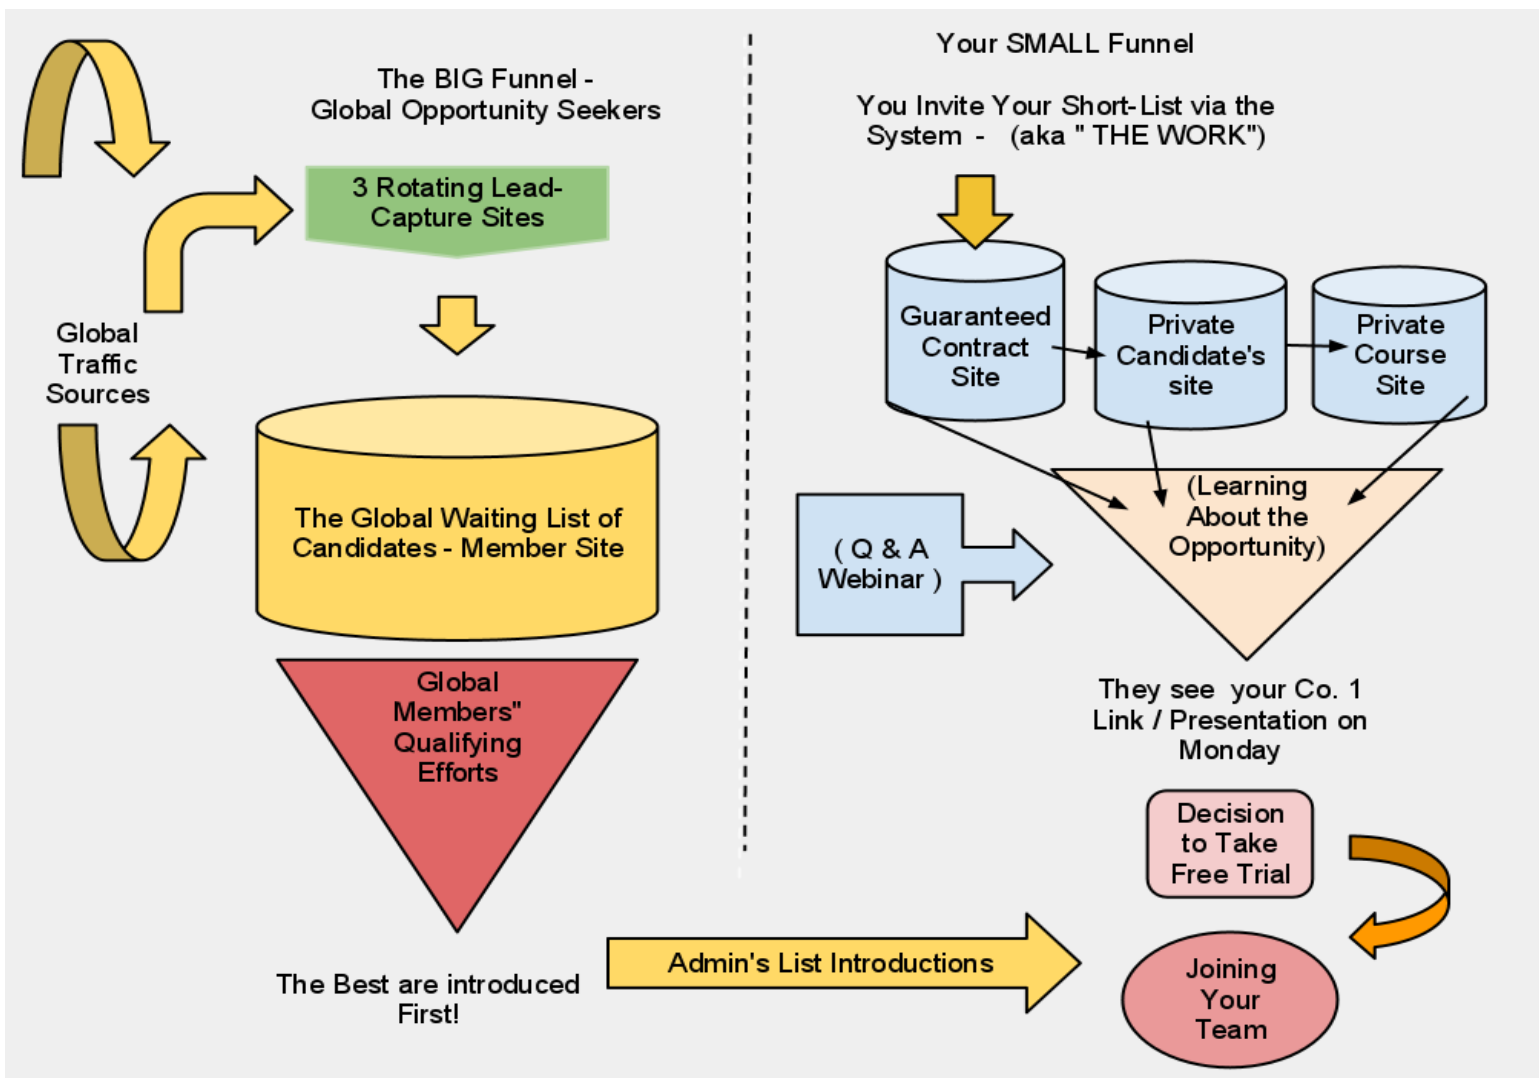 The BIG Funnel -
Global Opportunity Seekers
3 Rotating Lead-
Capture Sites
Global
Traffic
Sources
The Global Waiting List of
Candidates - Member Site
Global
Members"
Qualifying
Efforts
The Best are introduced
First!
Your SMALL Funnel
You Invite Your Short-List via the
System - (aka " THE WORK")
Guaranteed
Contract
Site
Private
Candidate's
site
Private
Course
Site
(Learning
About the
Opportunity)
( Q & A
Webinar )
They see your Co. 1
Link / Presentation on
Monday
Decision
to Take
Free Trial
Admin's List Introductions
Joining
Your
Team